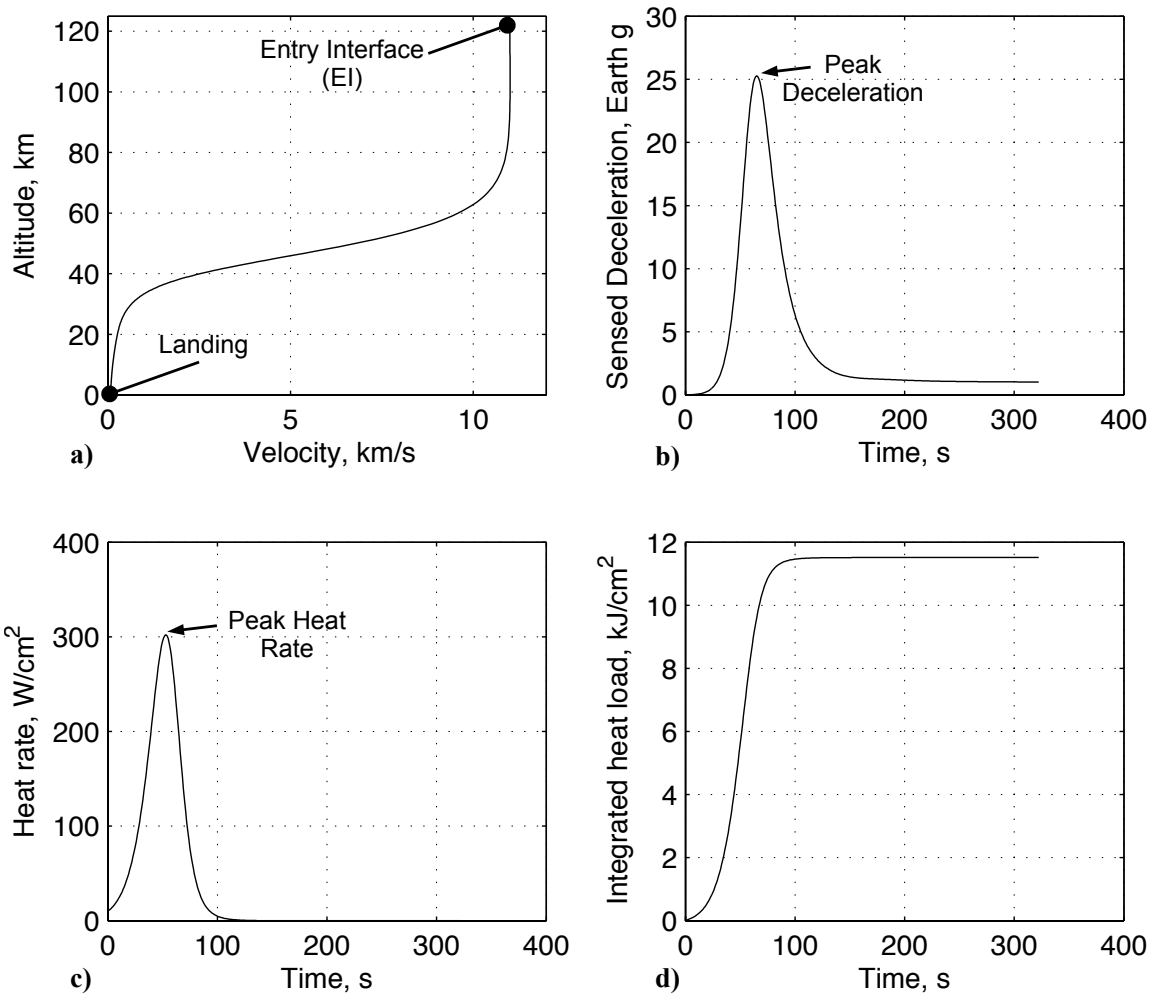 120
100
80
60
40
20
0
Altitude, km
Entry Interface
(EI)
Landing
0
5
10
Velocity, km/s
a)
30
25
20
15
10
5
0
Sensed Deceleration, Earth g
Peak
Deceleration
0
100
200
300
400
Time, s
b)
400
300
200
100
0
Heat rate, W/cm²
Peak Heat
Rate
0
100
200
300
400
Time, s
c)
12
10
8
6
4
2
0
Integrated heat load, kJ/cm²
0
100
200
300
400
Time, s
d)